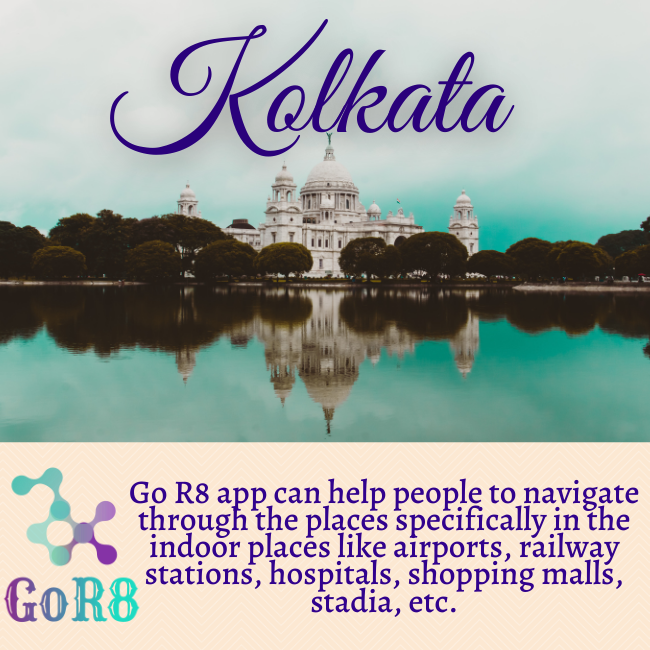 Kolkata
Go R8 app can help people to navigate
through the places specifically in the
indoor places like airports, railway
stations, hospitals, shopping malls,
stadia, etc.
GoR8